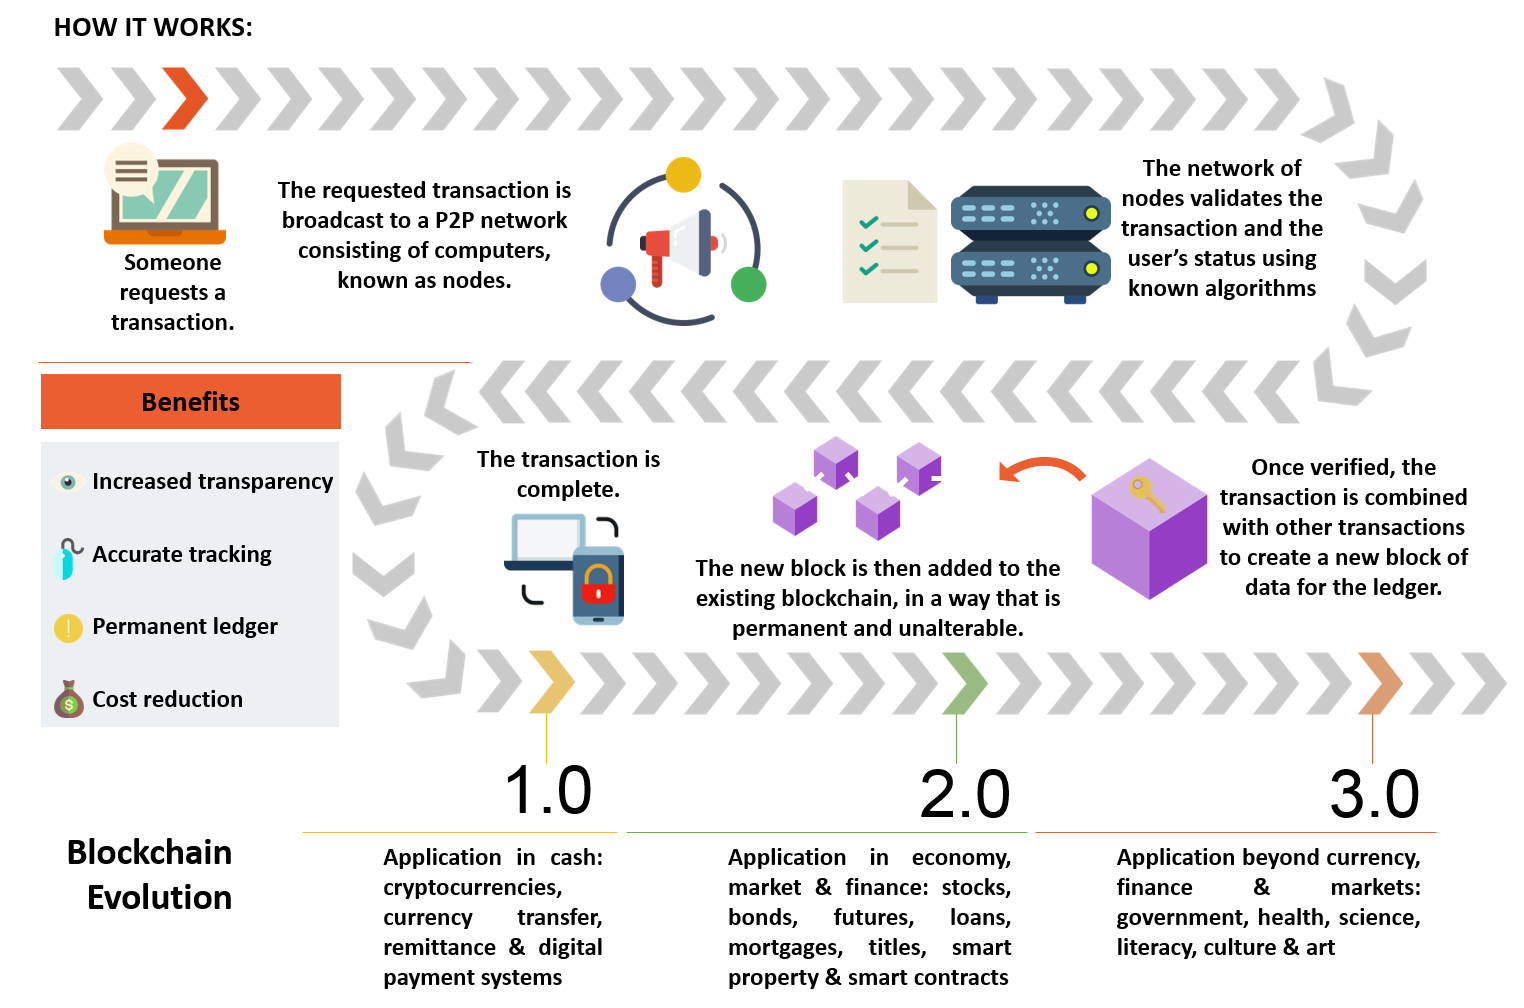 HOW IT WORKS:
Someone
requests a
transaction.
The requested transaction is
broadcast to a P2P network
consisting of computers,
known as nodes.
The network of
nodes validates the
transaction and the
user's status using
known algorithms
Once verified, the
transaction is combined
with other transactions
to create a new block of
data for the ledger.
The new block is then added to the
existing blockchain, in a way that is
permanent and unalterable.
The transaction is
complete.
Benefits
Increased transparency
Accurate tracking
Permanent ledger
$ Cost reduction
Blockchain
Evolution
1.0
Application in cash:
cryptocurrencies,
currency transfer,
remittance & digital
payment systems
2.0
Application in economy,
market & finance: stocks,
bonds, futures, loans,
mortgages, titles, smart
property & smart contracts
3.0
Application beyond currency,
finance & markets:
government, health, science,
literacy, culture & art